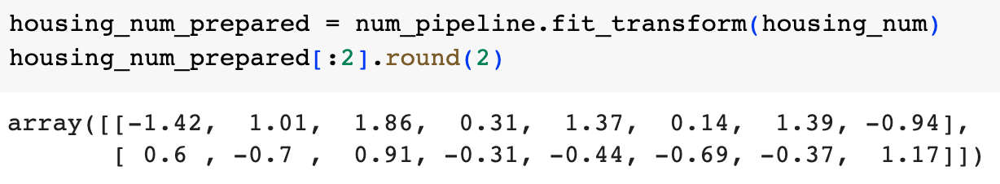 housing_num_prepared = num_pipeline.fit_transform(housing_num)
housing_num_prepared[:2].round(2)
array([[-1.42,  1.01,  1.86,  0.31,  1.37,  0.14,  1.39, -0.94],
       [ 0.6 , -0.7 ,  0.91, -0.31, -0.44, -0.69, -0.37,  1.17]])